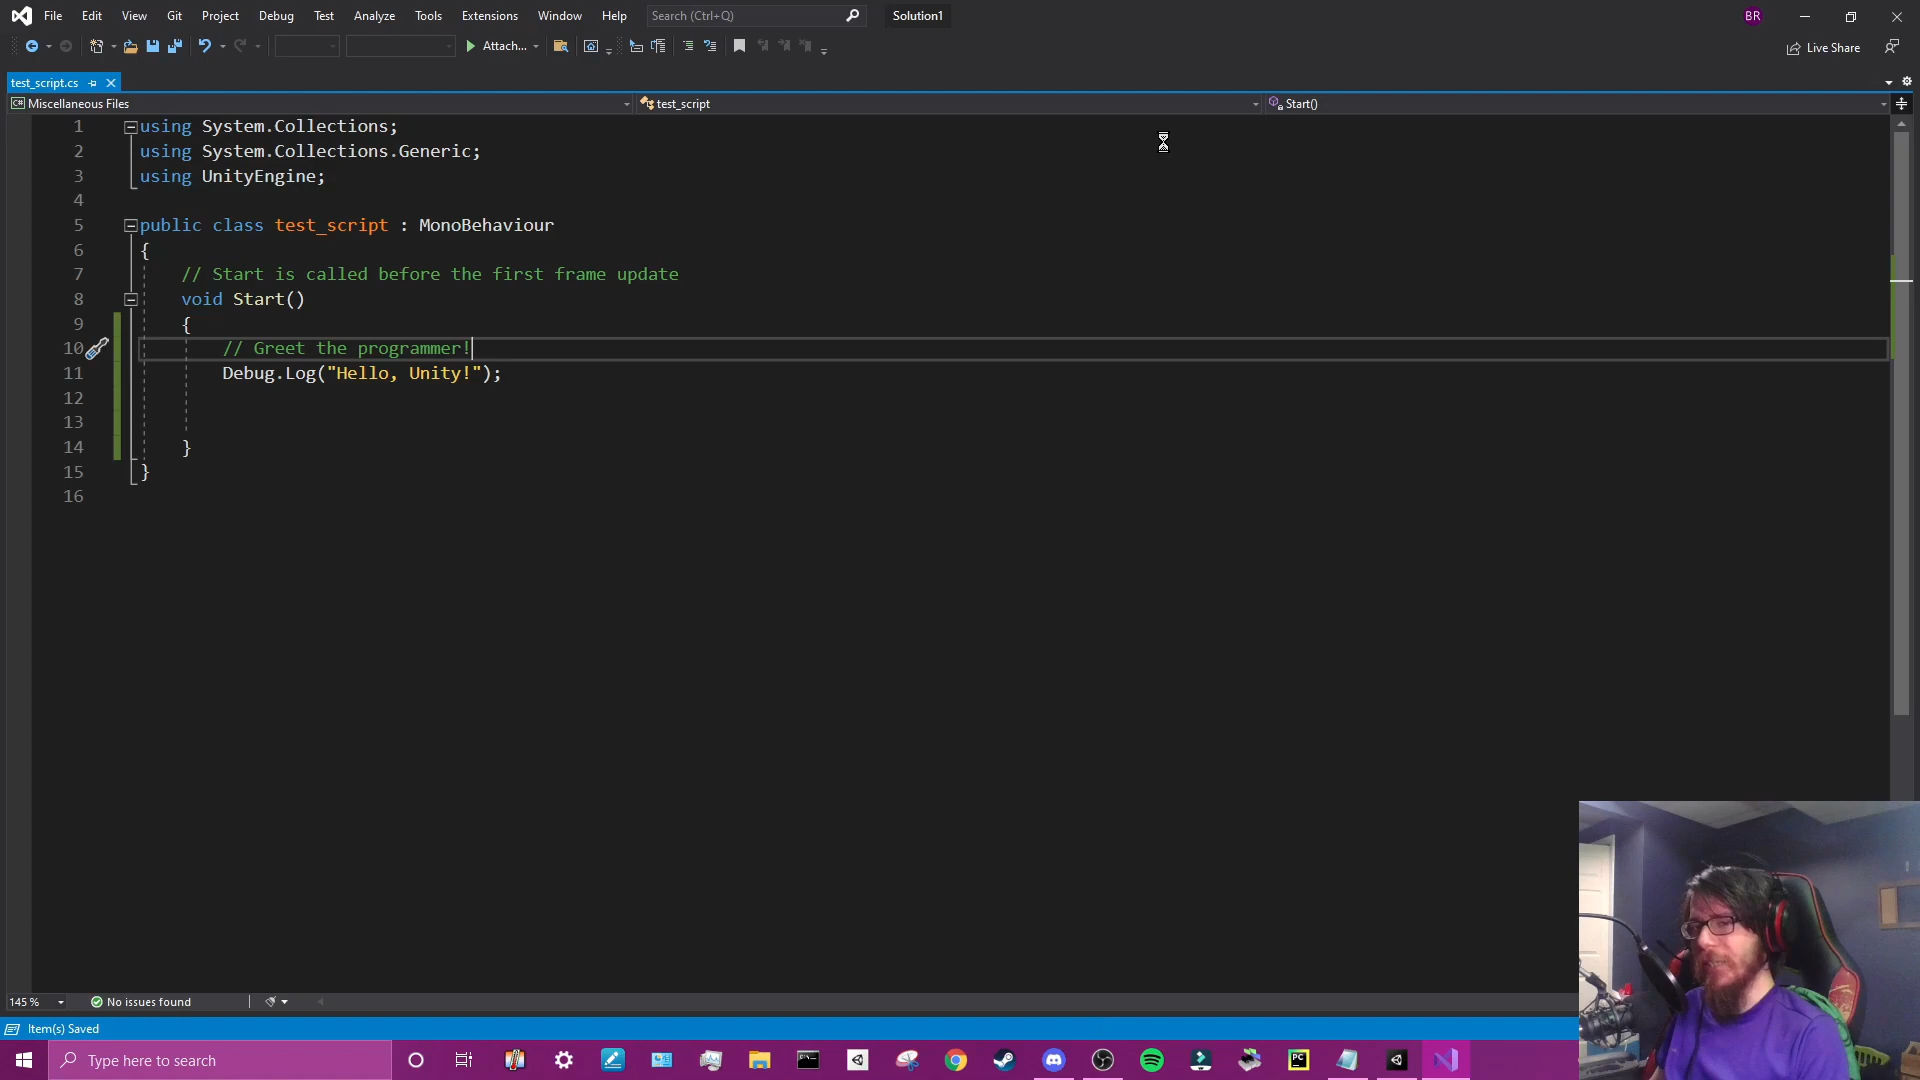 File Edit View Git Project Debug Test Analyze Tools Extensions Window Help Search (Ctrl+Q) Solution1 BR
Attach... Live Share
test_script.cs
C# Miscellaneous Files test_script Start()
1 using System.Collections;
2 using System.Collections.Generic;
3 using UnityEngine;
4
5 public class test_script : MonoBehaviour
6 {
7 // Start is called before the first frame update
8 void Start()
9 {
10 // Greet the programmer!
11 Debug.Log("Hello, Unity!");
12
13
14 }
15 }
16
145 % No issues found
Item(s) Saved
Type here to search PC